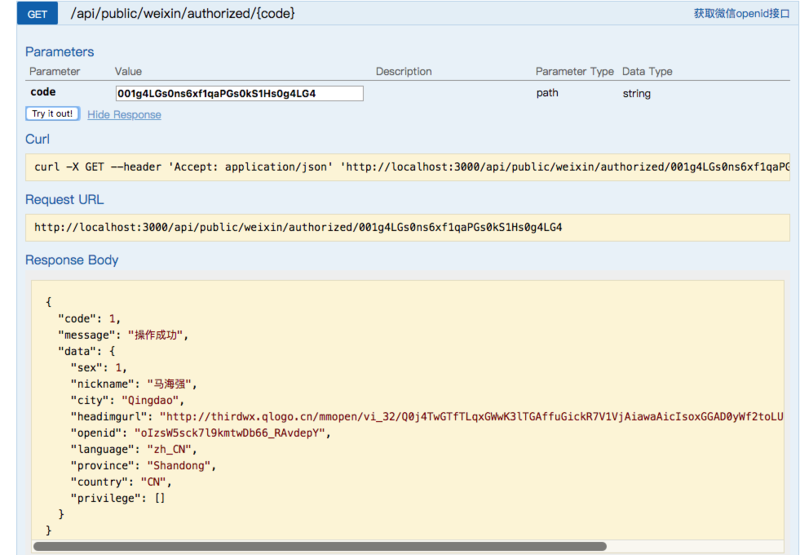 GET /api/public/weixin/authorized/{code} 获取微信openid接口
Parameters
Parameter Value Description Parameter Type Data Type
code 001g4LGs0ns6xf1qaPGs0kS1Hs0g4LG4 path string
Try it out! Hide Response
Curl
curl -X GET --header 'Accept: application/json' 'http://localhost:3000/api/public/weixin/authorized/001g4LGs0ns6xf1qaPG
Request URL
http://localhost:3000/api/public/weixin/authorized/001g4LGs0ns6xf1qaPGs0kS1Hs0g4LG4
Response Body
{
"code": 1,
"message": "操作成功",
"data": {
"sex": 1,
"nickname": "马海强",
"city": "Qingdao",
"headimgurl": "http://thirdwx.qlogo.cn/mmopen/vi_32/Q0j4TwGTfTLqxGWwK3lTGAffuGickR7V1VjAiawaAicIsoxGGAD0yWf2toLU
"openid": "oIzsW5sck7l9kmtwDb66_RAvdepY",
"language": "zh_CN",
"province": "Shandong",
"country": "CN",
"privilege": []
}
}